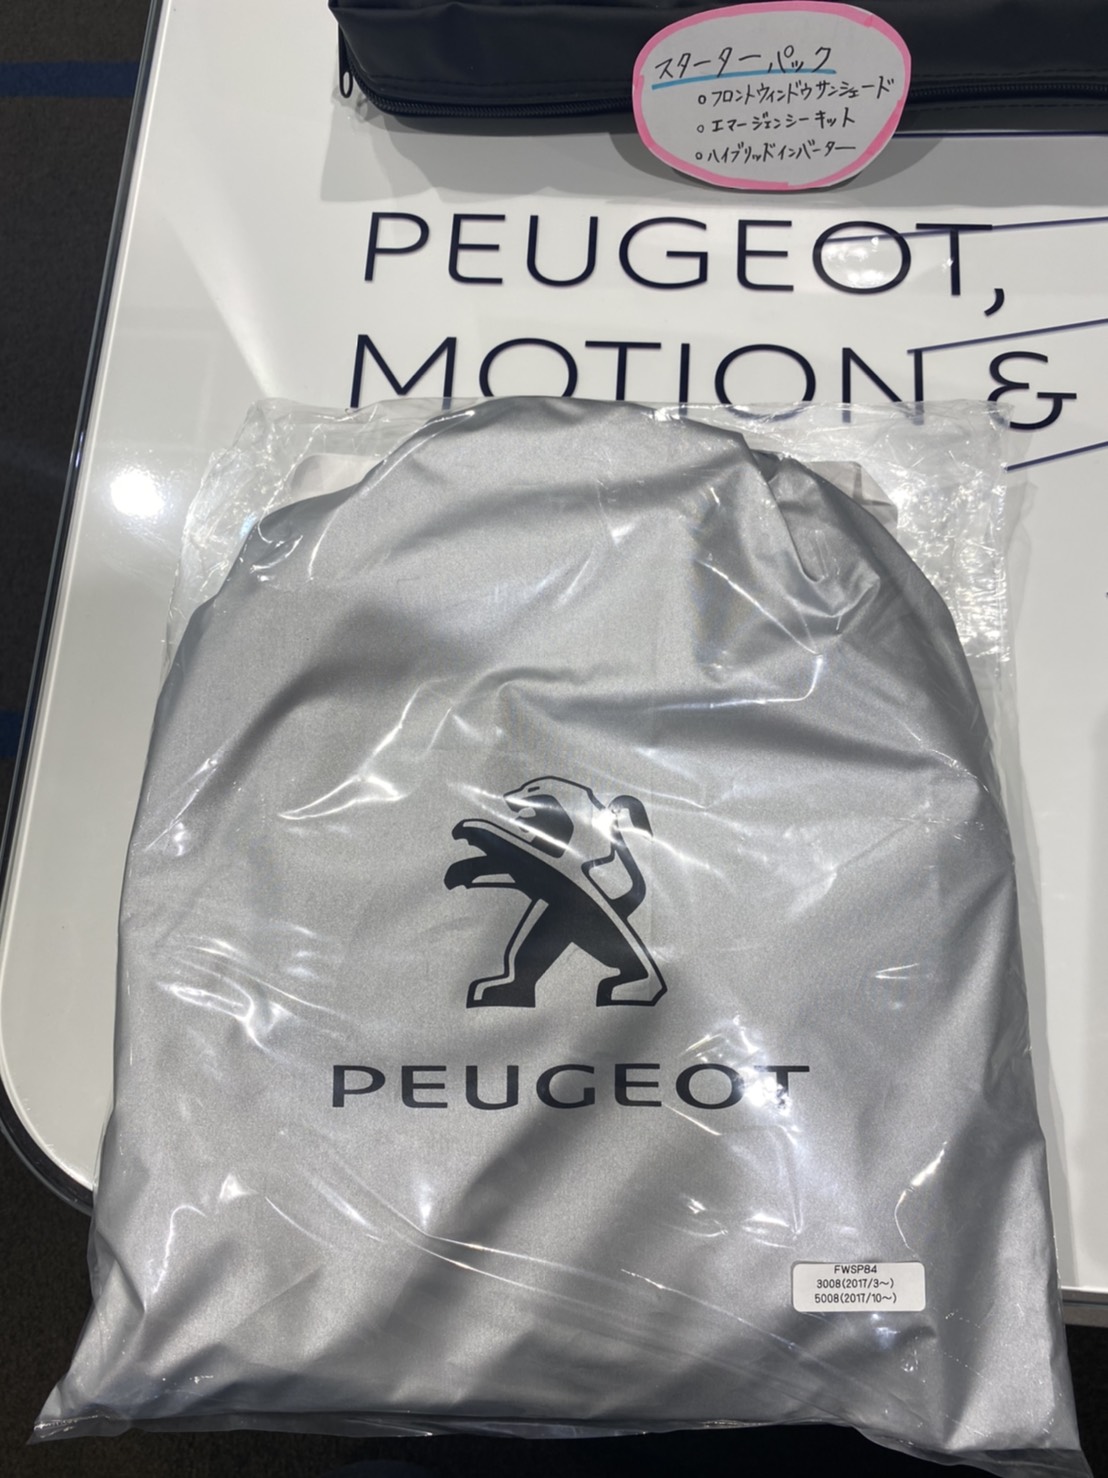 スターターパック
○フロントウィンドウサンシェード
○エマージェンシーキット
○ハイブリッドインバーター
PEUGEOT,
MOTION &
PEUGEOT
FWSP84
3008(2017/3〜)
5008(2017/10〜)